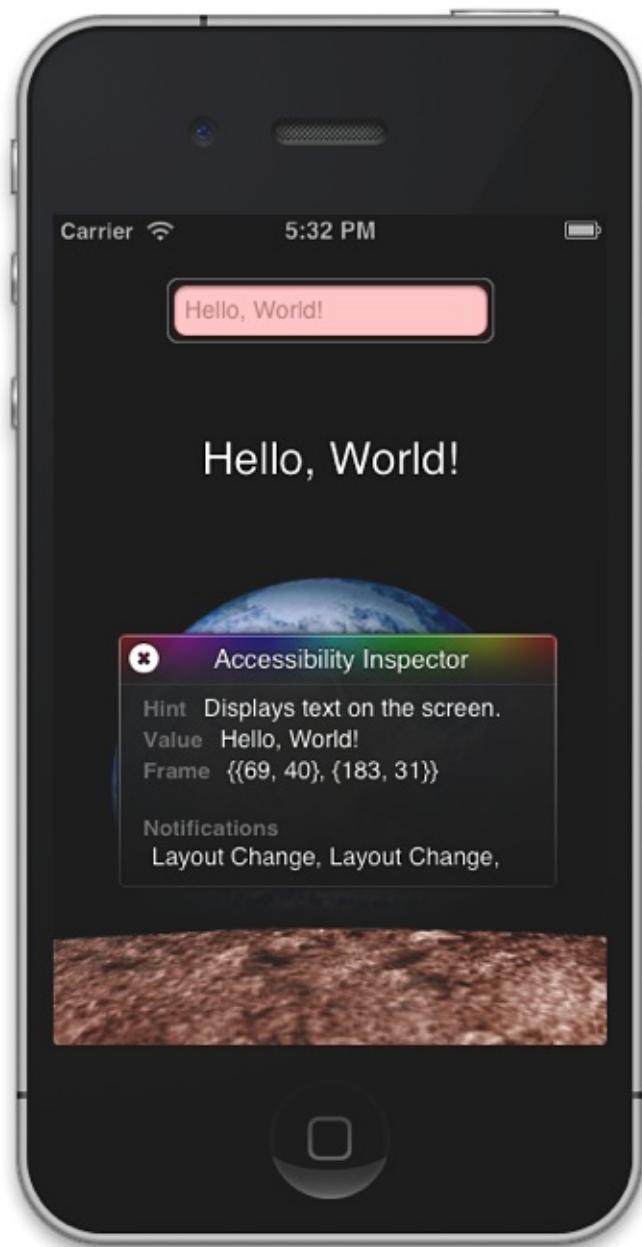 Carrier 5:32 PM
Hello, World!
Hello, World!
Accessibility Inspector
Hint Displays text on the screen.
Value Hello, World!
Frame {{69, 40}, {183, 31}}
Notifications
Layout Change, Layout Change,